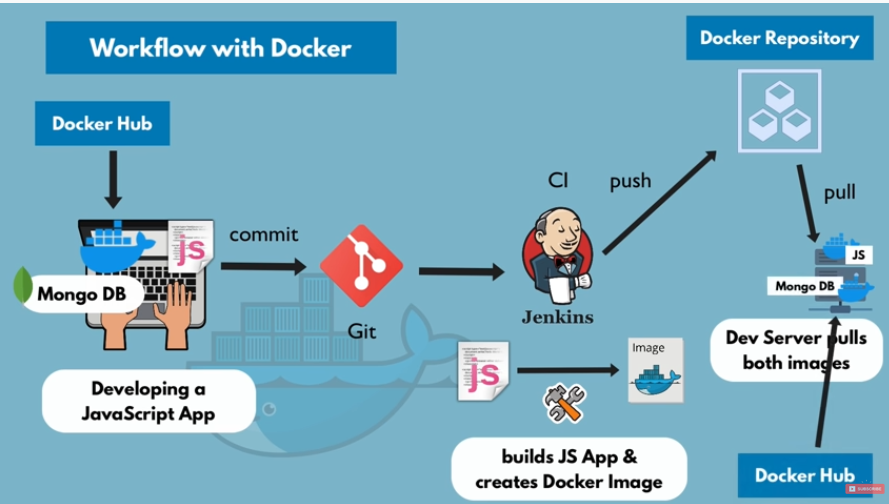 Workflow with Docker
Docker Repository
Docker Hub
CI
push
pull
commit
JS
JS
Mongo DB
Mongo DB
Git
Jenkins
Dev Server pulls
both images
Developing a
JavaScript App
JS
Image
builds JS App &
creates Docker Image
Docker Hub
SUBSCRIBE